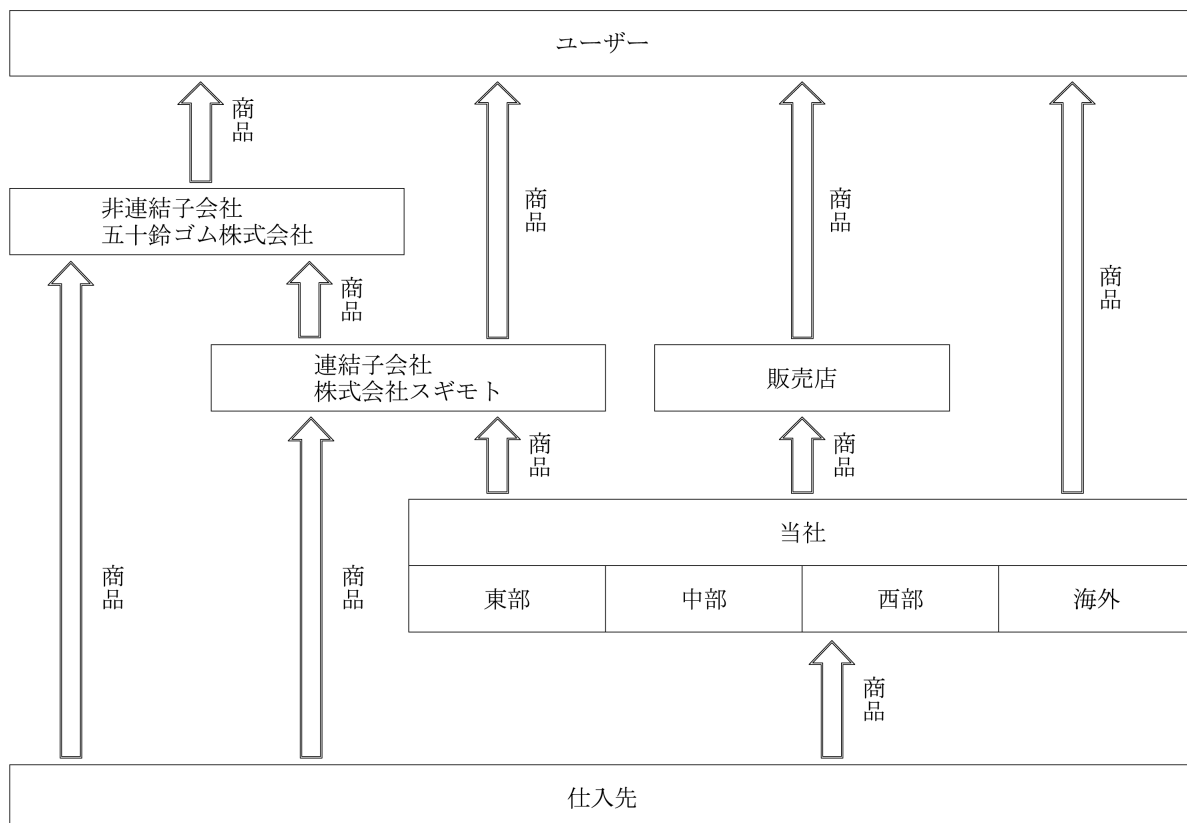 ユーザー
商品
商品
商品
商品
非連結子会社
五十鈴ゴム株式会社
商品
連結子会社
株式会社スギモト
販売店
商品
商品
当社
東部
中部
西部
海外
商品
商品
商品
仕入先